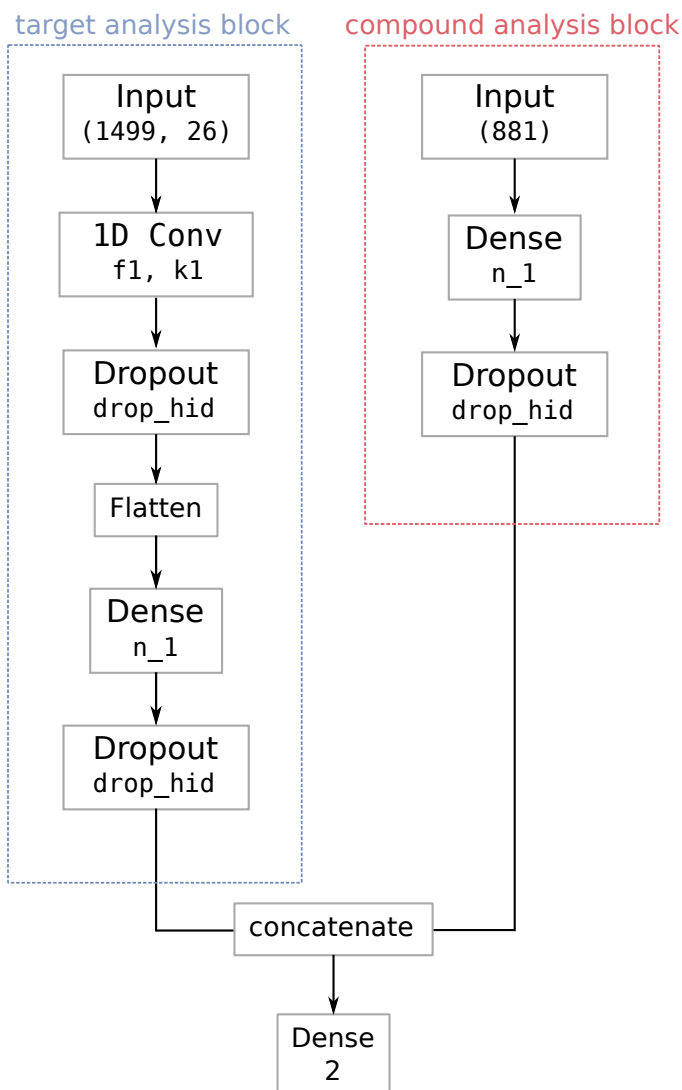 target analysis block
Input
(1499, 26)
1D Conv
f1, k1
Dropout
drop_hid
Flatten
Dense
n_1
Dropout
drop_hid
compound analysis block
Input
(881)
Dense
n_1
Dropout
drop_hid
concatenate
Dense
2